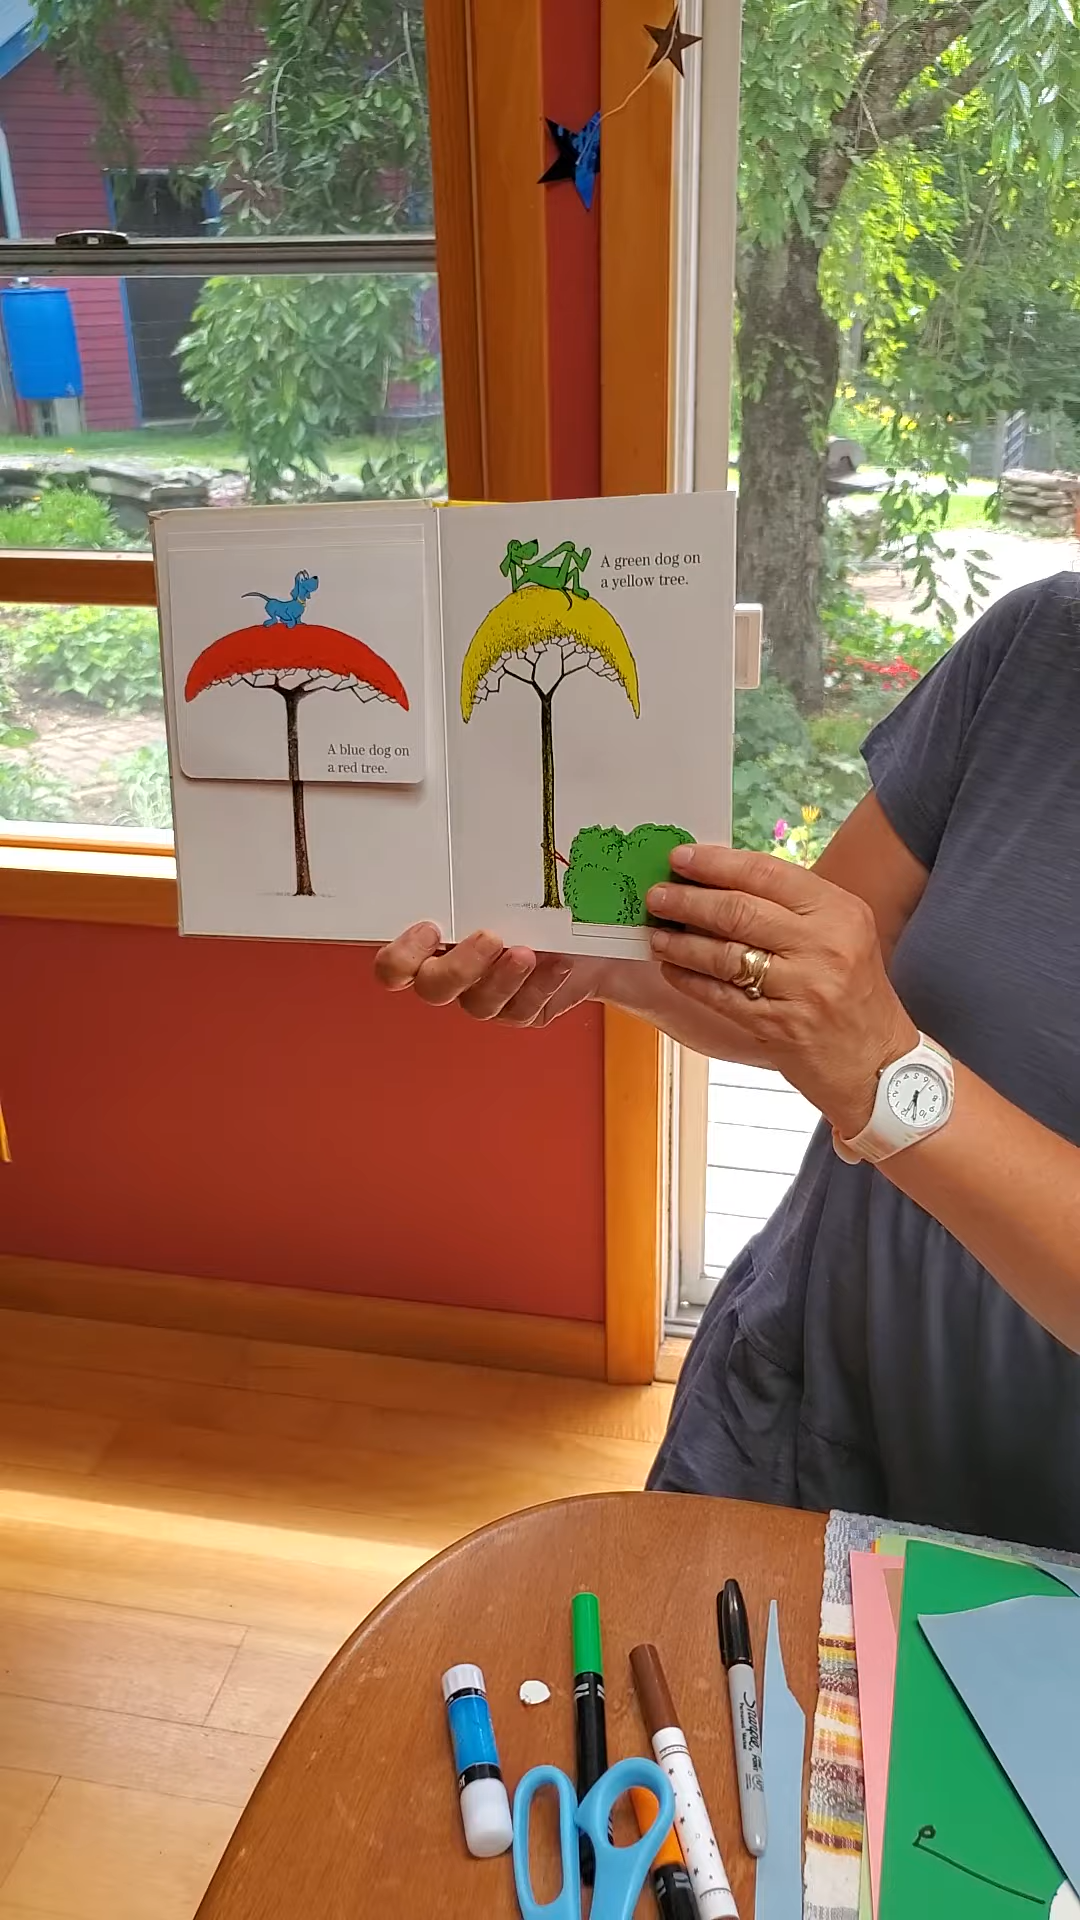 A blue dog on
a red tree.
A green dog on
a yellow tree.
Sharpie